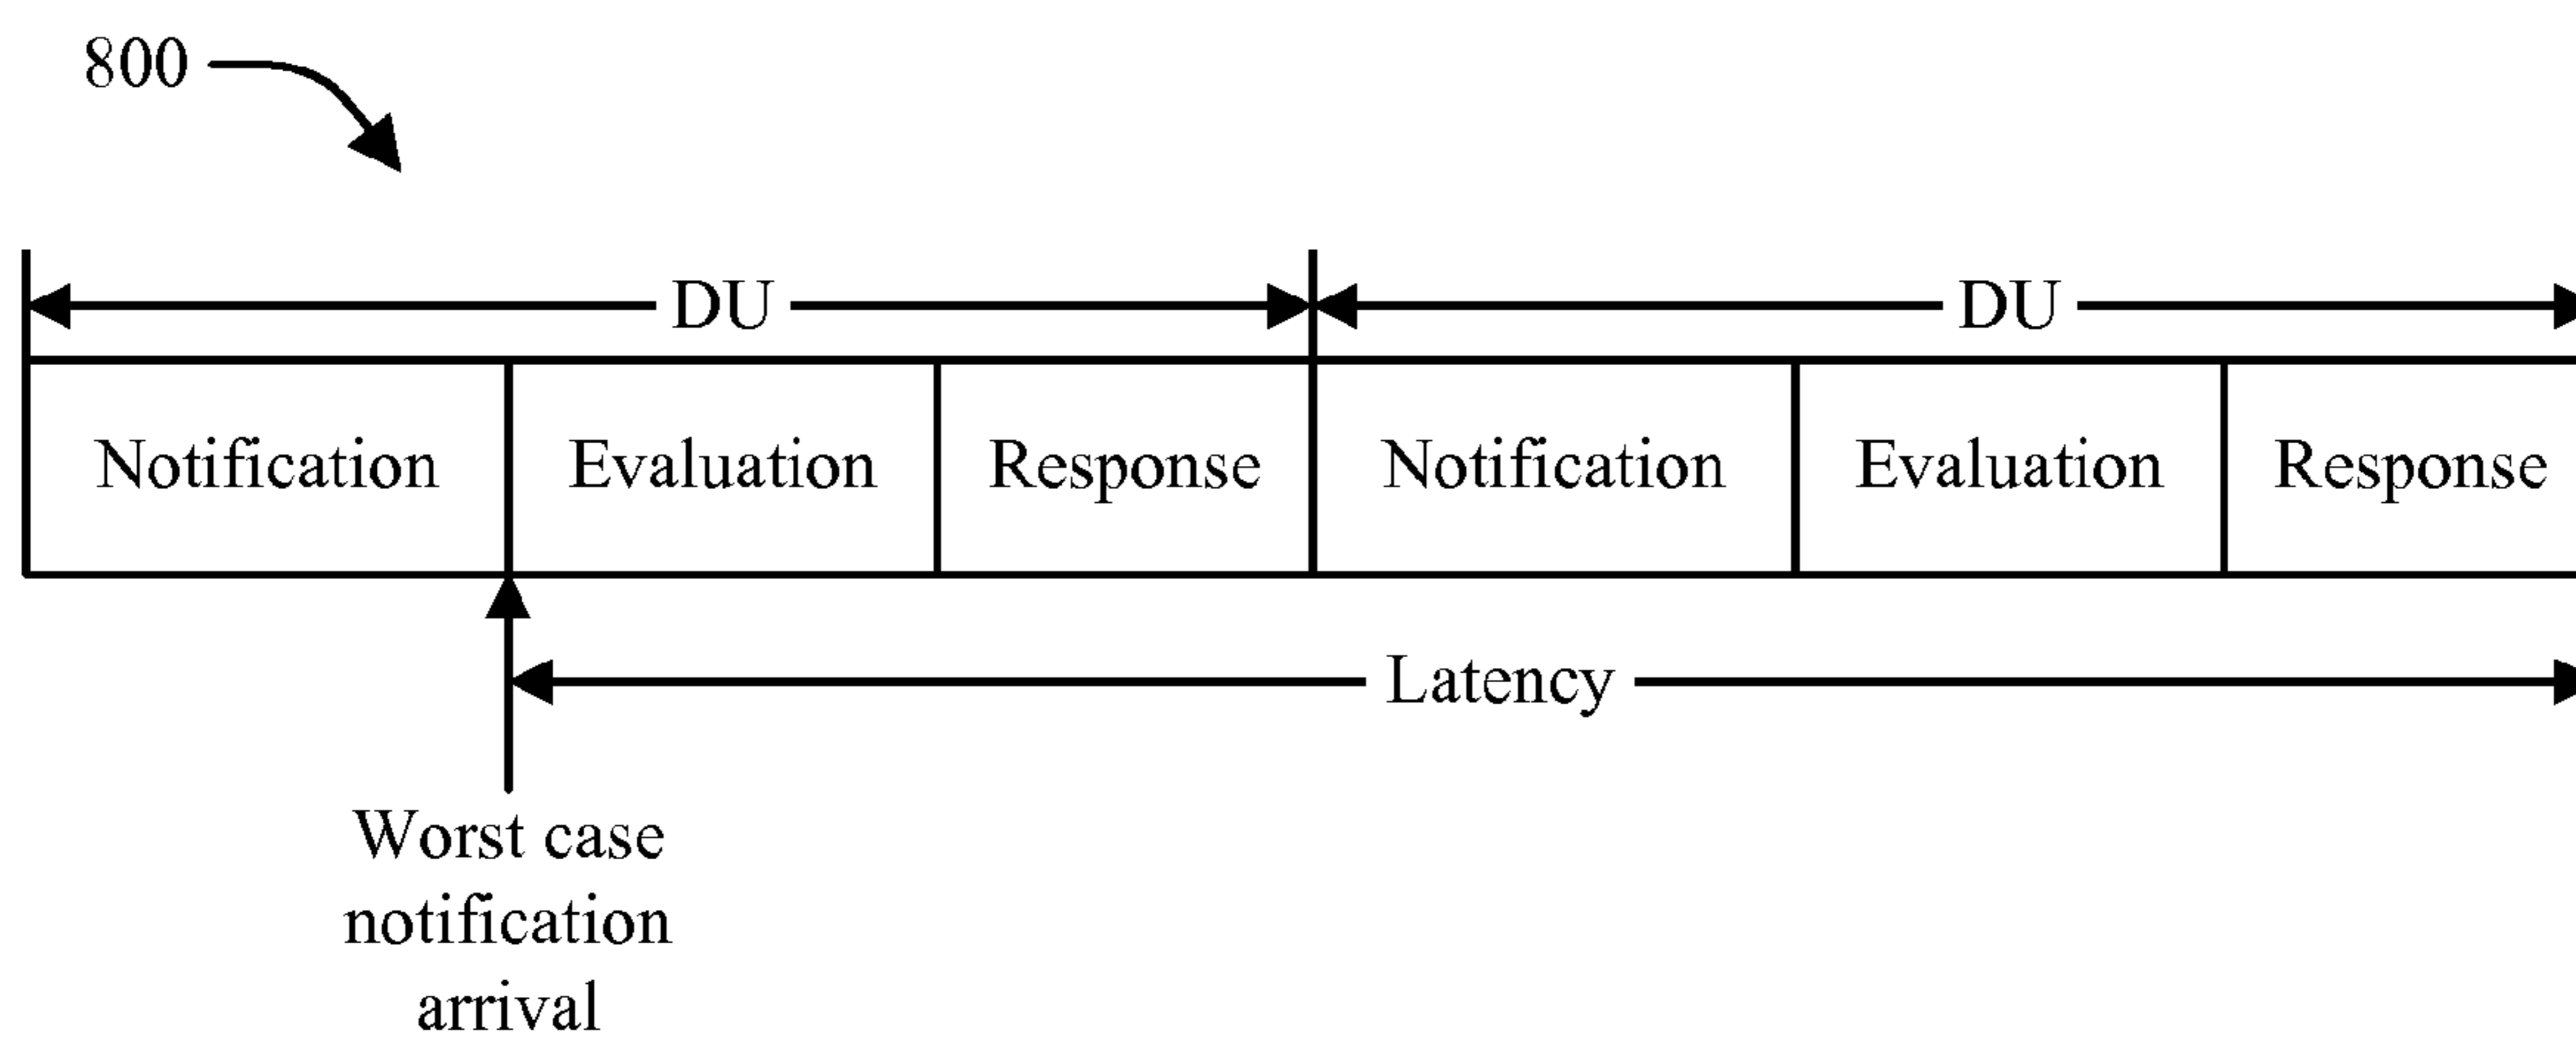 800
DU DU
Notification Evaluation Response Notification Evaluation Response
Latency
Worst case
notification
arrival